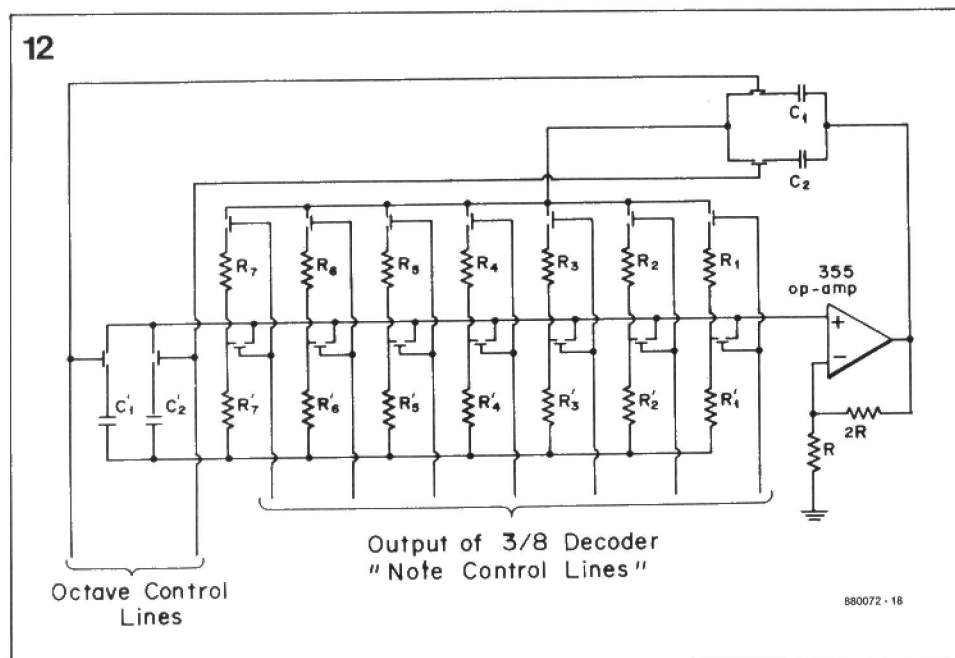 12
C₁
C₂
R₇ R₆ R₅ R₄ R₃ R₂ R₁
355
op-amp
+
−
C'₁ C'₂ R'₇ R'₆ R'₅ R'₄ R'₃ R'₂ R'₁
2R
R
Output of 3/8 Decoder
"Note Control Lines"
Octave Control
Lines
880072 - 18